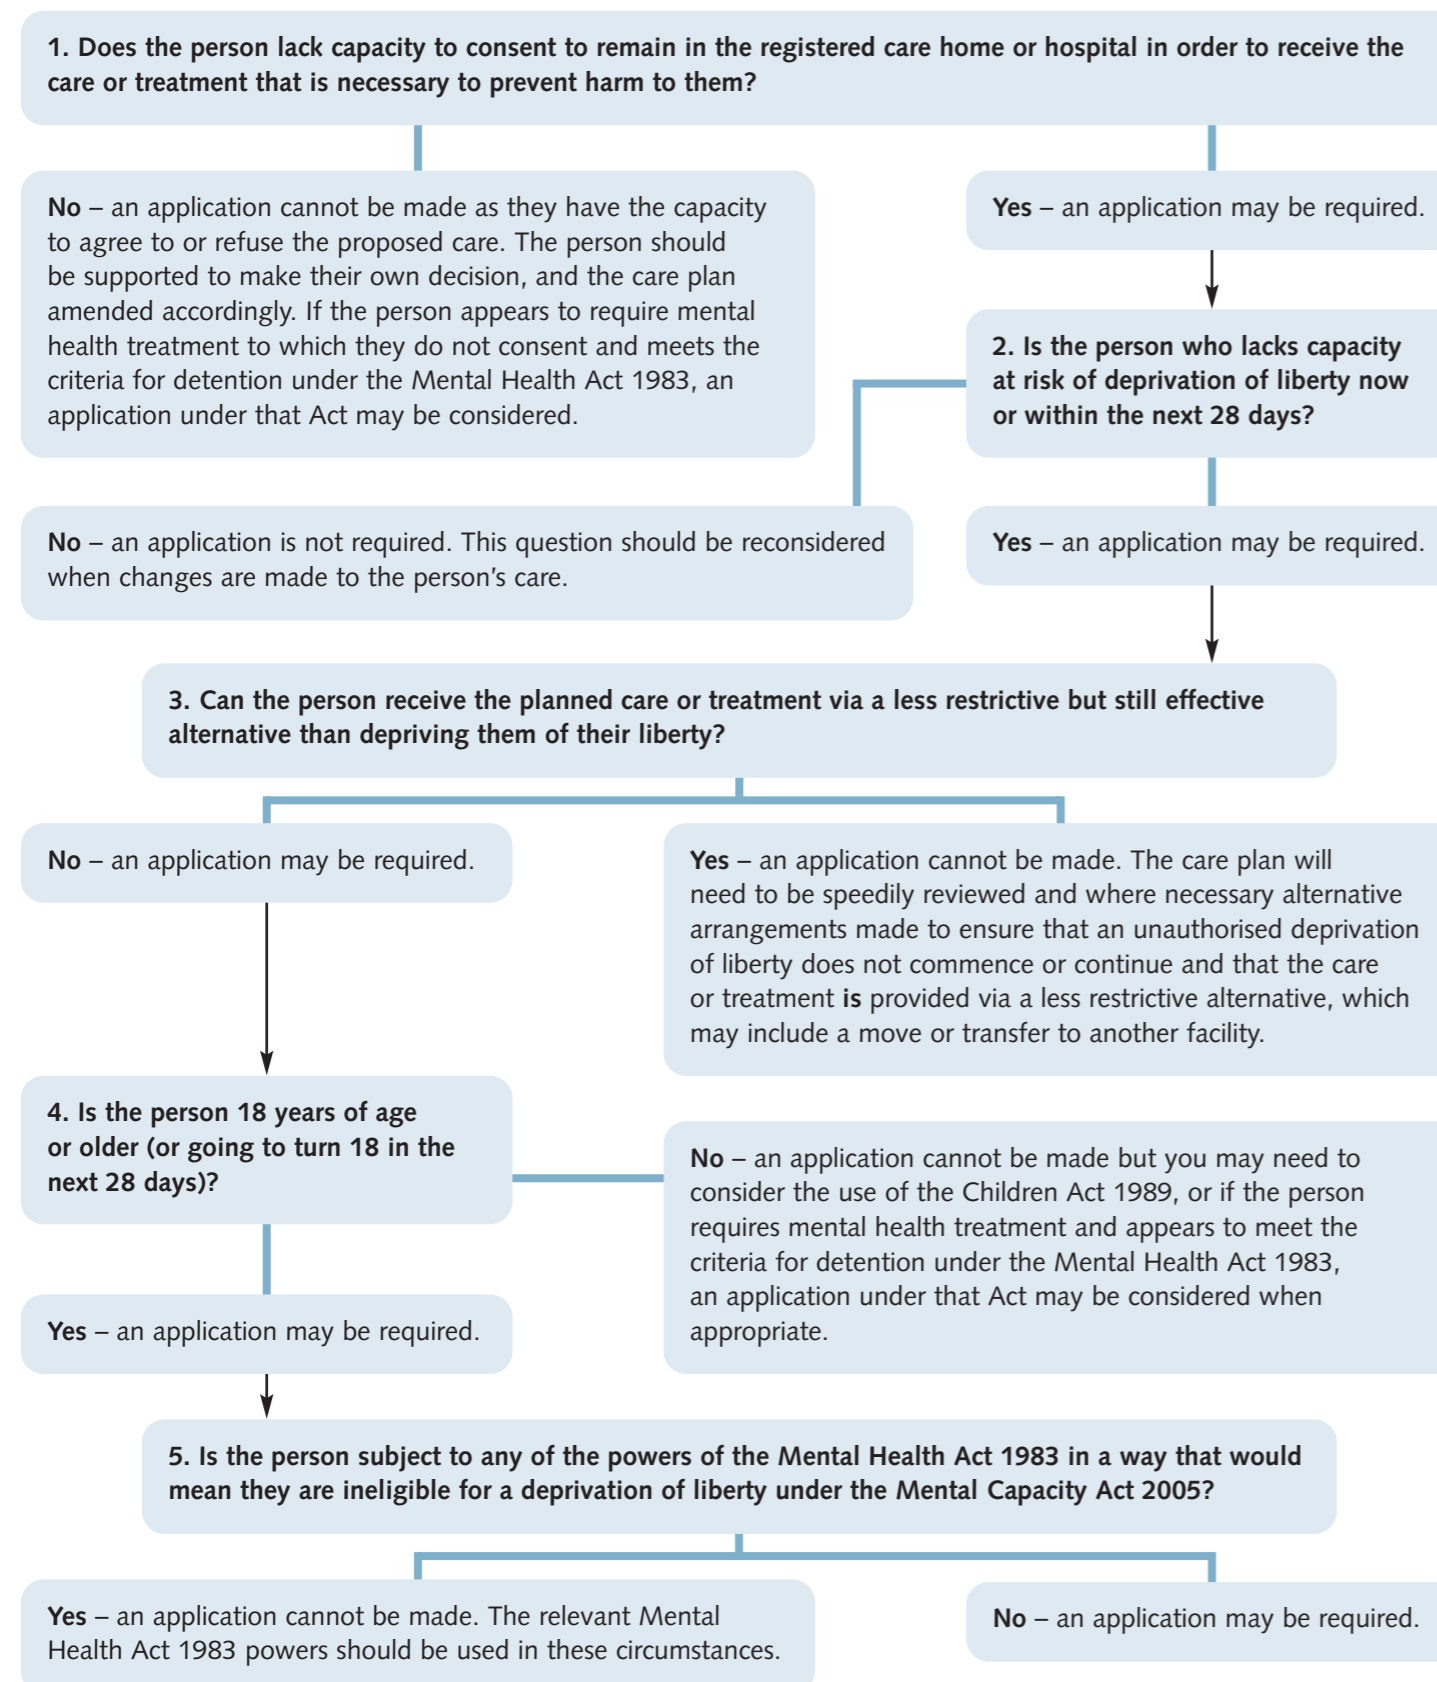 1. Does the person lack capacity to consent to remain in the registered care home or hospital in order to receive the
care or treatment that is necessary to prevent harm to them?
No – an application cannot be made as they have the capacity
to agree to or refuse the proposed care. The person should
be supported to make their own decision, and the care plan
amended accordingly. If the person appears to require mental
health treatment to which they do not consent and meets the
criteria for detention under the Mental Health Act 1983, an
application under that Act may be considered.
Yes – an application may be required.
2. Is the person who lacks capacity
at risk of deprivation of liberty now
or within the next 28 days?
No – an application is not required. This question should be reconsidered
when changes are made to the person’s care.
Yes – an application may be required.
3. Can the person receive the planned care or treatment via a less restrictive but still effective
alternative than depriving them of their liberty?
No – an application may be required.
Yes – an application cannot be made. The care plan will
need to be speedily reviewed and where necessary alternative
arrangements made to ensure that an unauthorised deprivation
of liberty does not commence or continue and that the care
or treatment is provided via a less restrictive alternative, which
may include a move or transfer to another facility.
4. Is the person 18 years of age
or older (or going to turn 18 in the
next 28 days)?
No – an application cannot be made but you may need to
consider the use of the Children Act 1989, or if the person
requires mental health treatment and appears to meet the
criteria for detention under the Mental Health Act 1983,
an application under that Act may be considered when
appropriate.
Yes – an application may be required.
5. Is the person subject to any of the powers of the Mental Health Act 1983 in a way that would
mean they are ineligible for a deprivation of liberty under the Mental Capacity Act 2005?
Yes – an application cannot be made. The relevant Mental
Health Act 1983 powers should be used in these circumstances.
No – an application may be required.